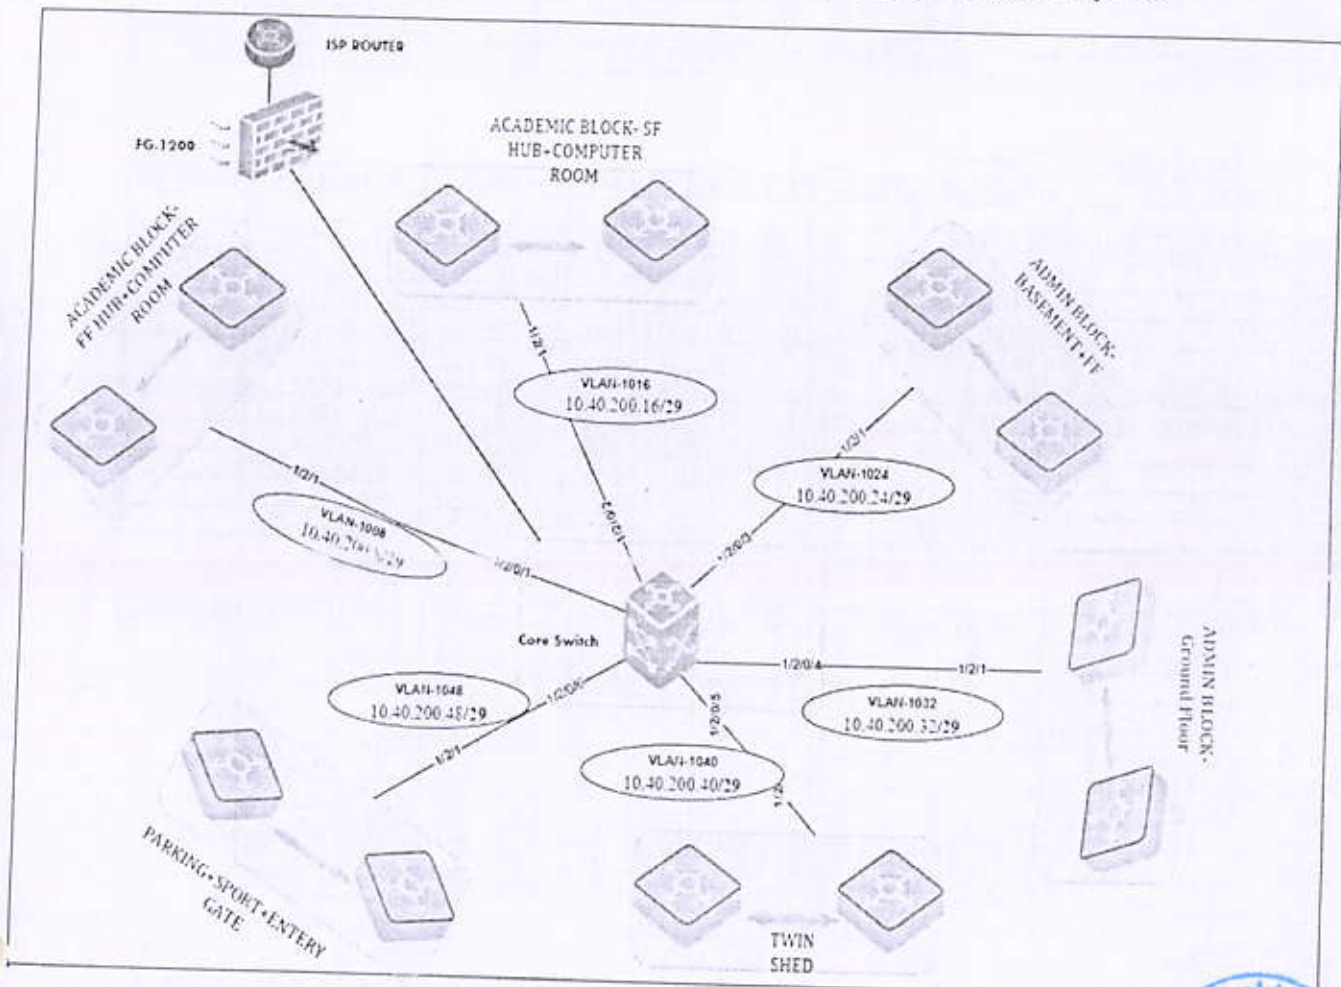 ISP ROUTER
FG.1200
ACADEMIC BLOCK- SF
HUB+COMPUTER
ROOM
ACADEMIC BLOCK-
FF HUB+COMPUTER
ROOM
ADMIN BLOCK-
BASEMENT+FF
1/2/1
VLAN-1016
10.40.200.16/29
1/2/1
VLAN-1024
10.40.200.24/29
1/2/0/3
1/2/1
VLAN-1008
1/2/0/1
Core Switch
1/2/0/4
1/2/1
VLAN-1032
10.40.200.32/29
ADMIN BLOCK-
Ground Floor
VLAN-1048
10.40.200.48/29
1/2/1
1/2/0/5
VLAN-1040
10.40.200.40/29
PARKING+SPORT+ENTERY
GATE
TWIN
SHED